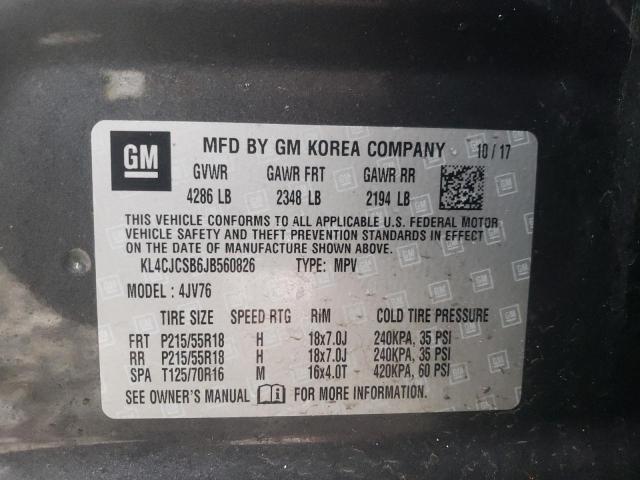 GM MFD BY GM KOREA COMPANY 10/17
GVWR GAWR FRT GAWR RR
4286 LB 2348 LB 2194 LB
THIS VEHICLE CONFORMS TO ALL APPLICABLE U.S. FEDERAL MOTOR
VEHICLE SAFETY AND THEFT PREVENTION STANDARDS IN EFFECT
ON THE DATE OF MANUFACTURE SHOWN ABOVE.
KL4CJCSB6JB560826 TYPE: MPV
MODEL: 4JV76
TIRE SIZE SPEED RTG RIM COLD TIRE PRESSURE
FRT P215/55R18 H 18x7.0J 240KPA, 35 PSI
RR P215/55R18 H 18x7.0J 240KPA, 35 PSI
SPA T125/70R16 M 16x4.0T 420KPA, 60 PSI
SEE OWNER'S MANUAL FOR MORE INFORMATION.